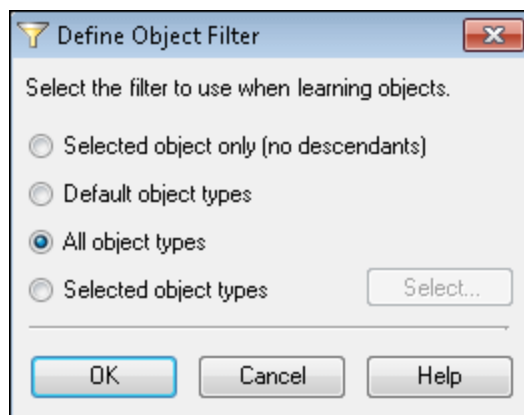 Define Object Filter
Select the filter to use when learning objects.
Selected object only (no descendants)
Default object types
All object types
Selected object types
Select...
OK
Cancel
Help